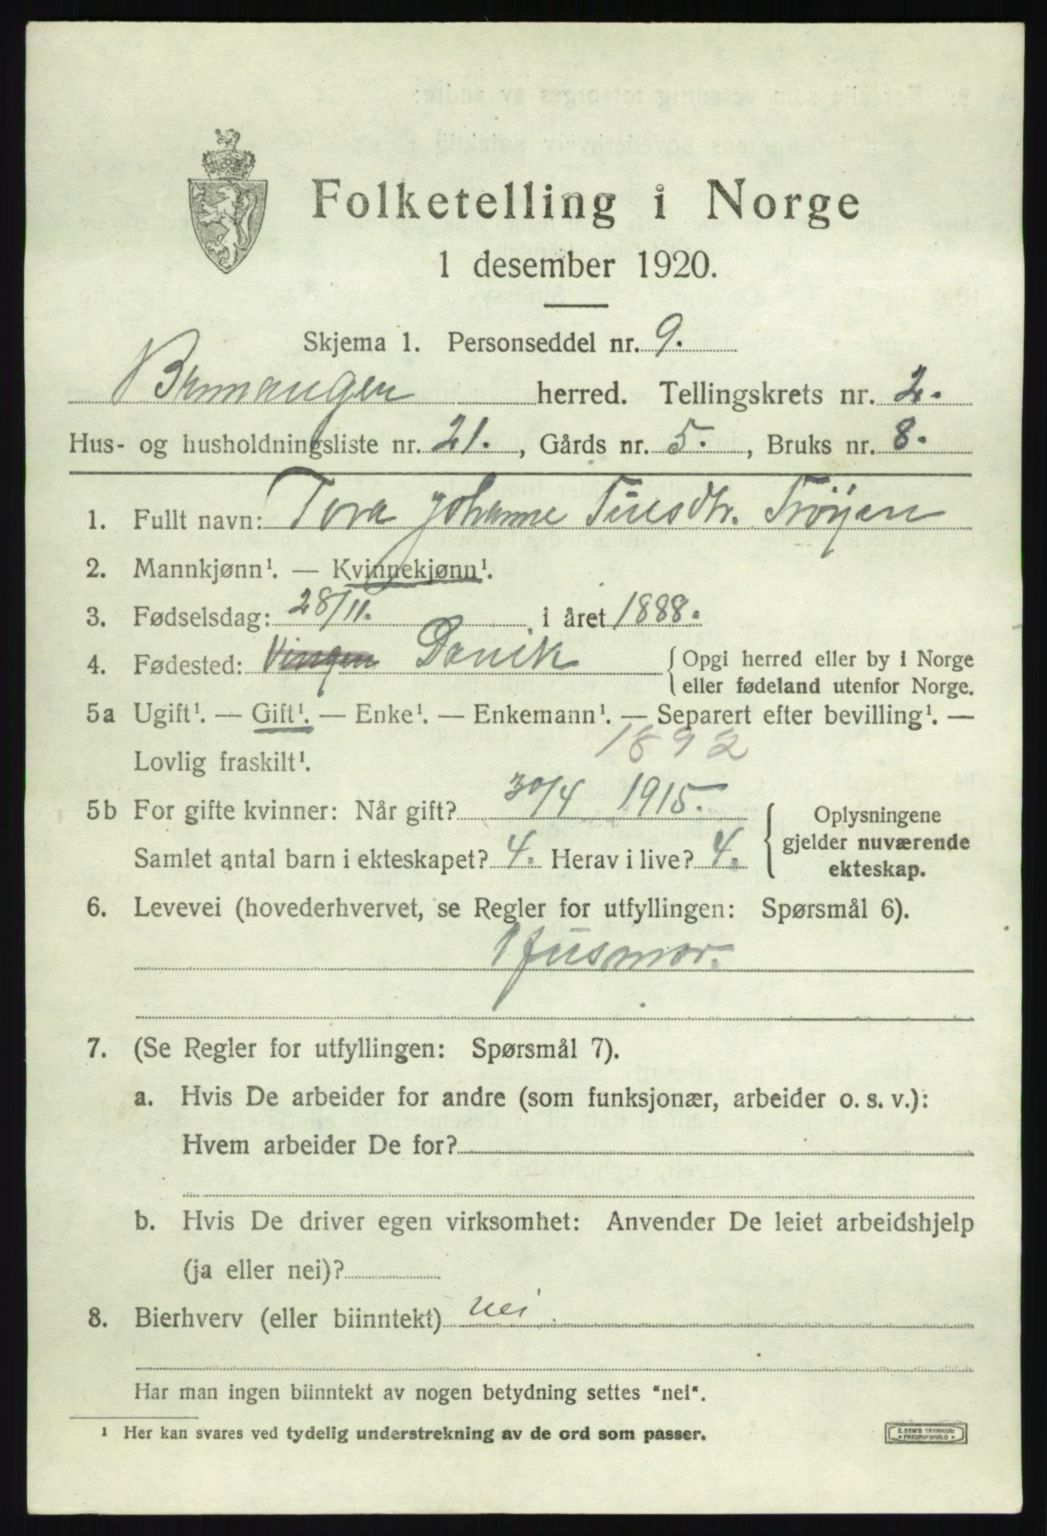 Folketelling i Norge
1 desember 1920.
Skjema 1. Personseddel nr. 9.
Bremanger herred. Tellingskrets nr. 2.
Hus- og husholdningsliste nr. 21., Gårds nr. 5., Bruks nr. 8.
1. Fullt navn: Tora Johanne Tuesdtr. Frøyen
2. Mannkjønn¹. — Kvinnekjønn¹.
3. Fødselsdag: 28/11. i året 1888.
4. Fødested: Vingen Davik {Opgi herred eller by i Norge
eller fødeland utenfor Norge.
5a Ugift¹. — Gift¹. — Enke¹. — Enkemann¹. — Separert efter bevilling¹. —
1892
Lovlig fraskilt¹.
5b For gifte kvinner: Når gift? 30/4 1915. {Oplysningene
gjelder nuværende
ekteskap.
Samlet antal barn i ekteskapet? 4. Herav i live? 4.
6. Levevei (hovederhvervet, se Regler for utfyllingen: Spørsmål 6).
Husmor.
7. (Se Regler for utfyllingen: Spørsmål 7).
a. Hvis De arbeider for andre (som funksjonær, arbeider o. s. v.):
Hvem arbeider De for?
b. Hvis De driver egen virksomhet: Anvender De leiet arbeidshjelp
(ja eller nei)?
8. Bierhverv (eller biinntekt) nei
Har man ingen biinntekt av nogen betydning settes "nei".
¹ Her kan svares ved tydelig understrekning av de ord som passer.
E. SEM'S TRYKKERI
FREDRIKSHALD